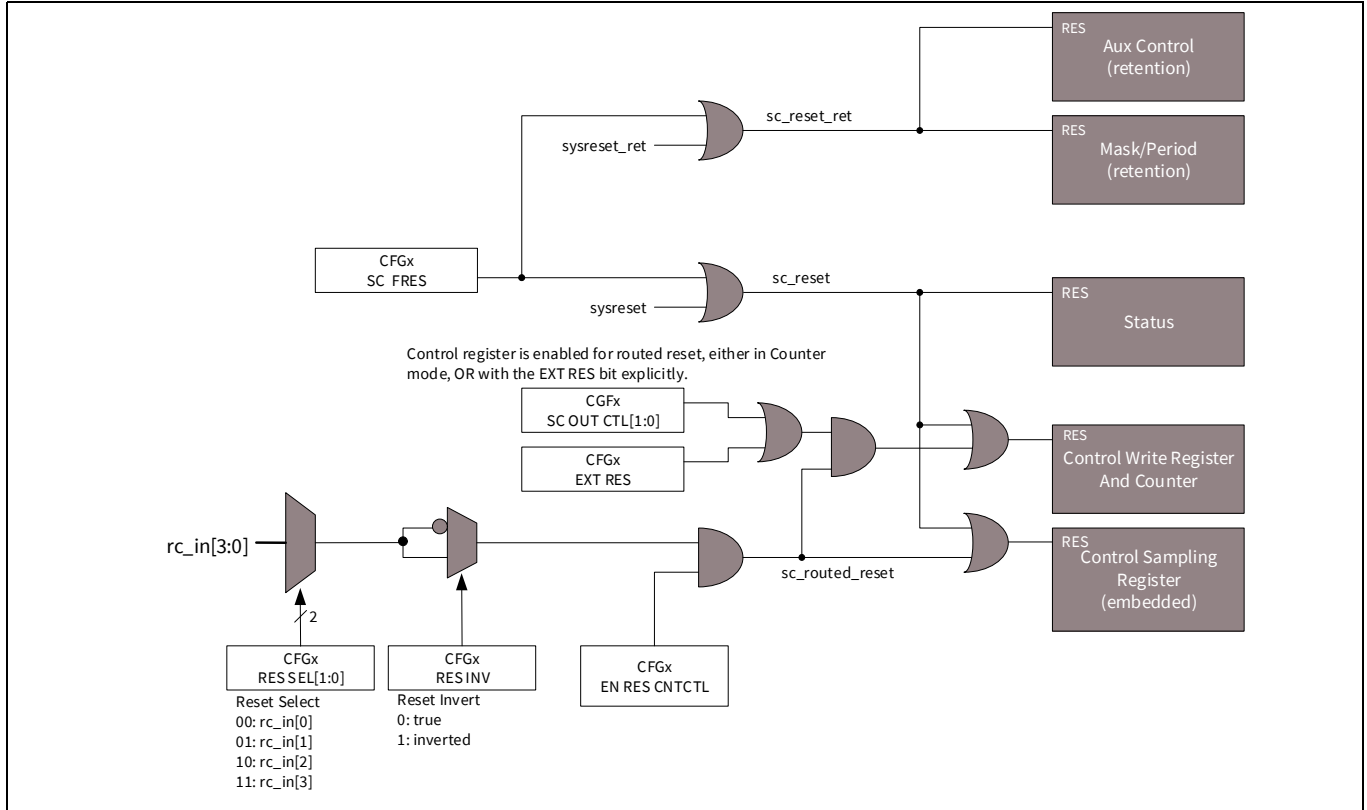 RES
Aux Control
(retention)
sc_reset_ret
RES
sysreset_ret
Mask/Period
(retention)
CFGx
SC FRES
sc_reset
RES
sysreset
Status
Control register is enabled for routed reset, either in Counter
mode, OR with the EXT RES bit explicitly.
CGFx
SC OUT CTL[1:0]
RES
CFGx
EXT RES
Control Write Register
And Counter
rc_in[3:0]
RES
Control Sampling
Register
(embedded)
sc_routed_reset
2
CFGx
RES SEL[1:0]
CFGx
RES INV
CFGx
EN RES CNTCTL
Reset Select
00: rc_in[0]
01: rc_in[1]
10: rc_in[2]
11: rc_in[3]
Reset Invert
0: true
1: inverted